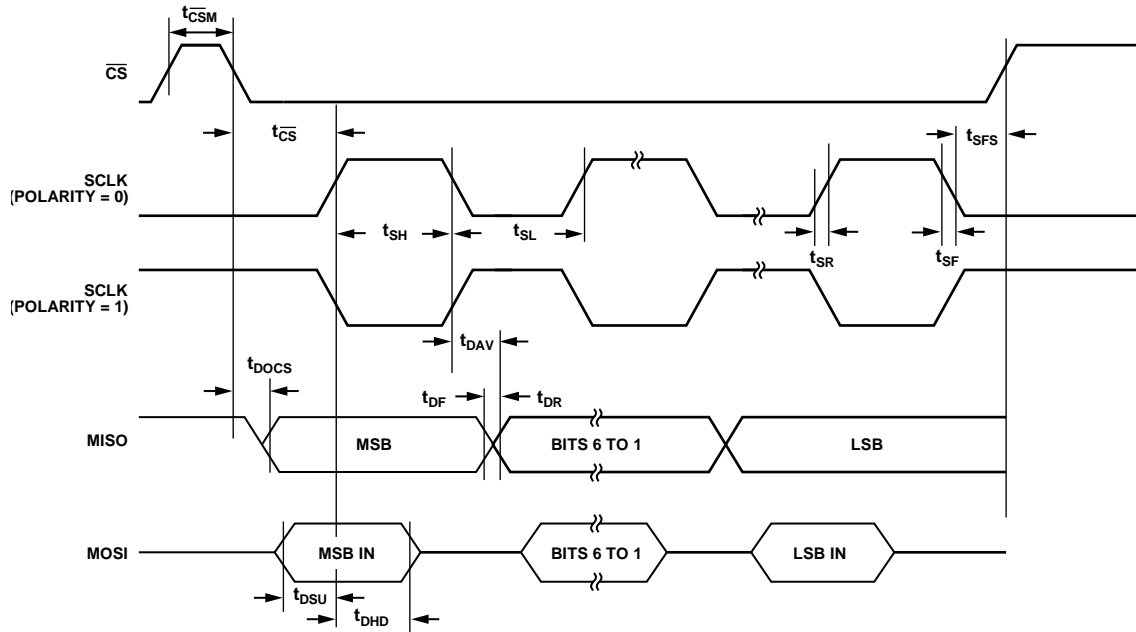 tCSM
CS
tCS
tSFS
SCLK
(POLARITY = 0)
tSH
tSL
tSR
tSF
SCLK
(POLARITY = 1)
tDAV
tDOCS
tDF
tDR
MISO
MSB
BITS 6 TO 1
LSB
MOSI
MSB IN
BITS 6 TO 1
LSB IN
tDSU
tDHD